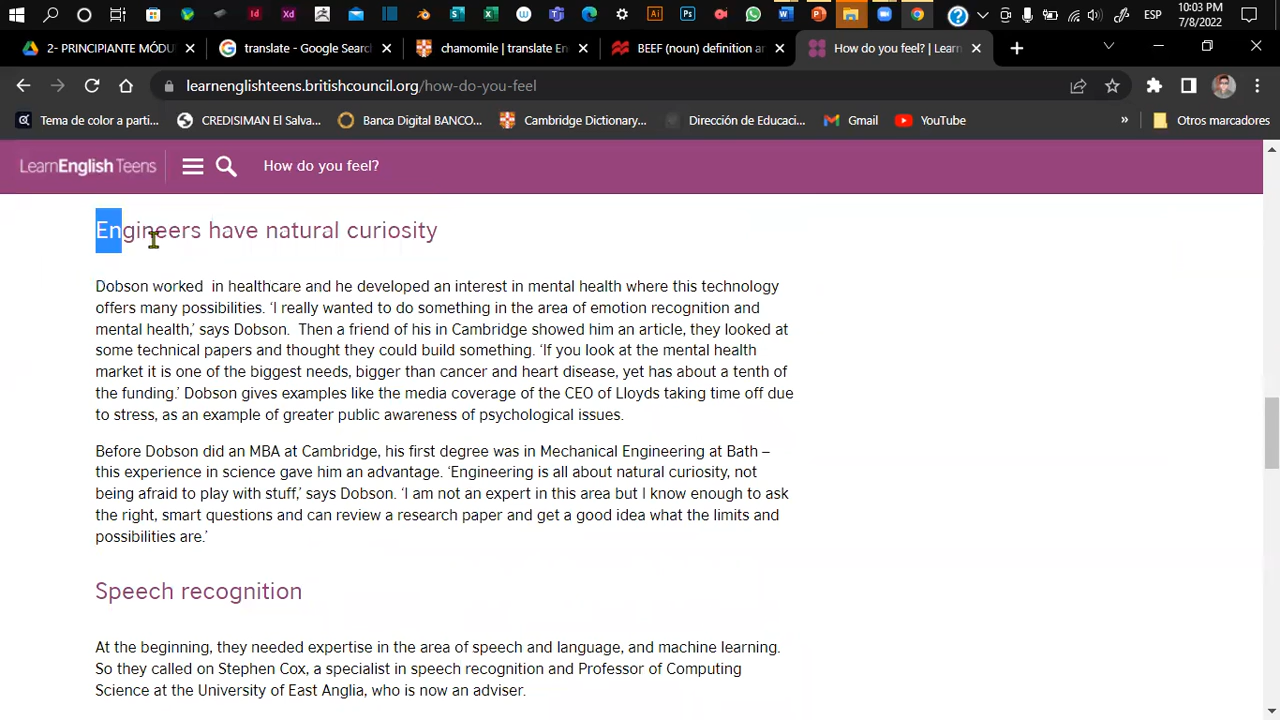 10:03 PM
ESP
7/8/2022
2- PRINCIPIANTE MÓDU
translate - Google Search
chamomile | translate En
BEEF (noun) definition an
How do you feel? | Learn
learnenglishteens.britishcouncil.org/how-do-you-feel
Tema de color a parti...
CREDISIMAN El Salva...
Banca Digital BANCO...
Cambridge Dictionary...
Dirección de Educaci...
Gmail
YouTube
»
Otros marcadores
LearnEnglish Teens
How do you feel?
Engineers have natural curiosity
Dobson worked  in healthcare and he developed an interest in mental health where this technology
offers many possibilities. ‘I really wanted to do something in the area of emotion recognition and
mental health,’ says Dobson.  Then a friend of his in Cambridge showed him an article, they looked at
some technical papers and thought they could build something. ‘If you look at the mental health
market it is one of the biggest needs, bigger than cancer and heart disease, yet has about a tenth of
the funding.’ Dobson gives examples like the media coverage of the CEO of Lloyds taking time off due
to stress, as an example of greater public awareness of psychological issues.
Before Dobson did an MBA at Cambridge, his first degree was in Mechanical Engineering at Bath –
this experience in science gave him an advantage. ‘Engineering is all about natural curiosity, not
being afraid to play with stuff,’ says Dobson. ‘I am not an expert in this area but I know enough to ask
the right, smart questions and can review a research paper and get a good idea what the limits and
possibilities are.’
Speech recognition
At the beginning, they needed expertise in the area of speech and language, and machine learning.
So they called on Stephen Cox, a specialist in speech recognition and Professor of Computing
Science at the University of East Anglia, who is now an adviser.